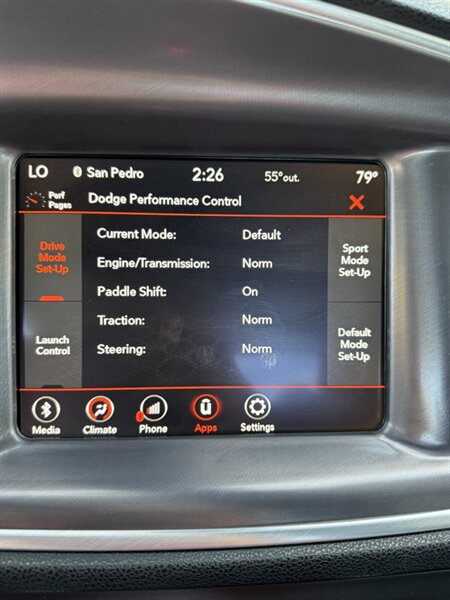 LO San Pedro 2:26 55°out. 79°
Perf Pages Dodge Performance Control
Current Mode: Default
Engine/Transmission: Norm
Paddle Shift: On
Traction: Norm
Steering: Norm
Drive
Mode
Set-Up
Launch
Control
Sport
Mode
Set-Up
Default
Mode
Set-Up
Media Climate Phone Apps Settings